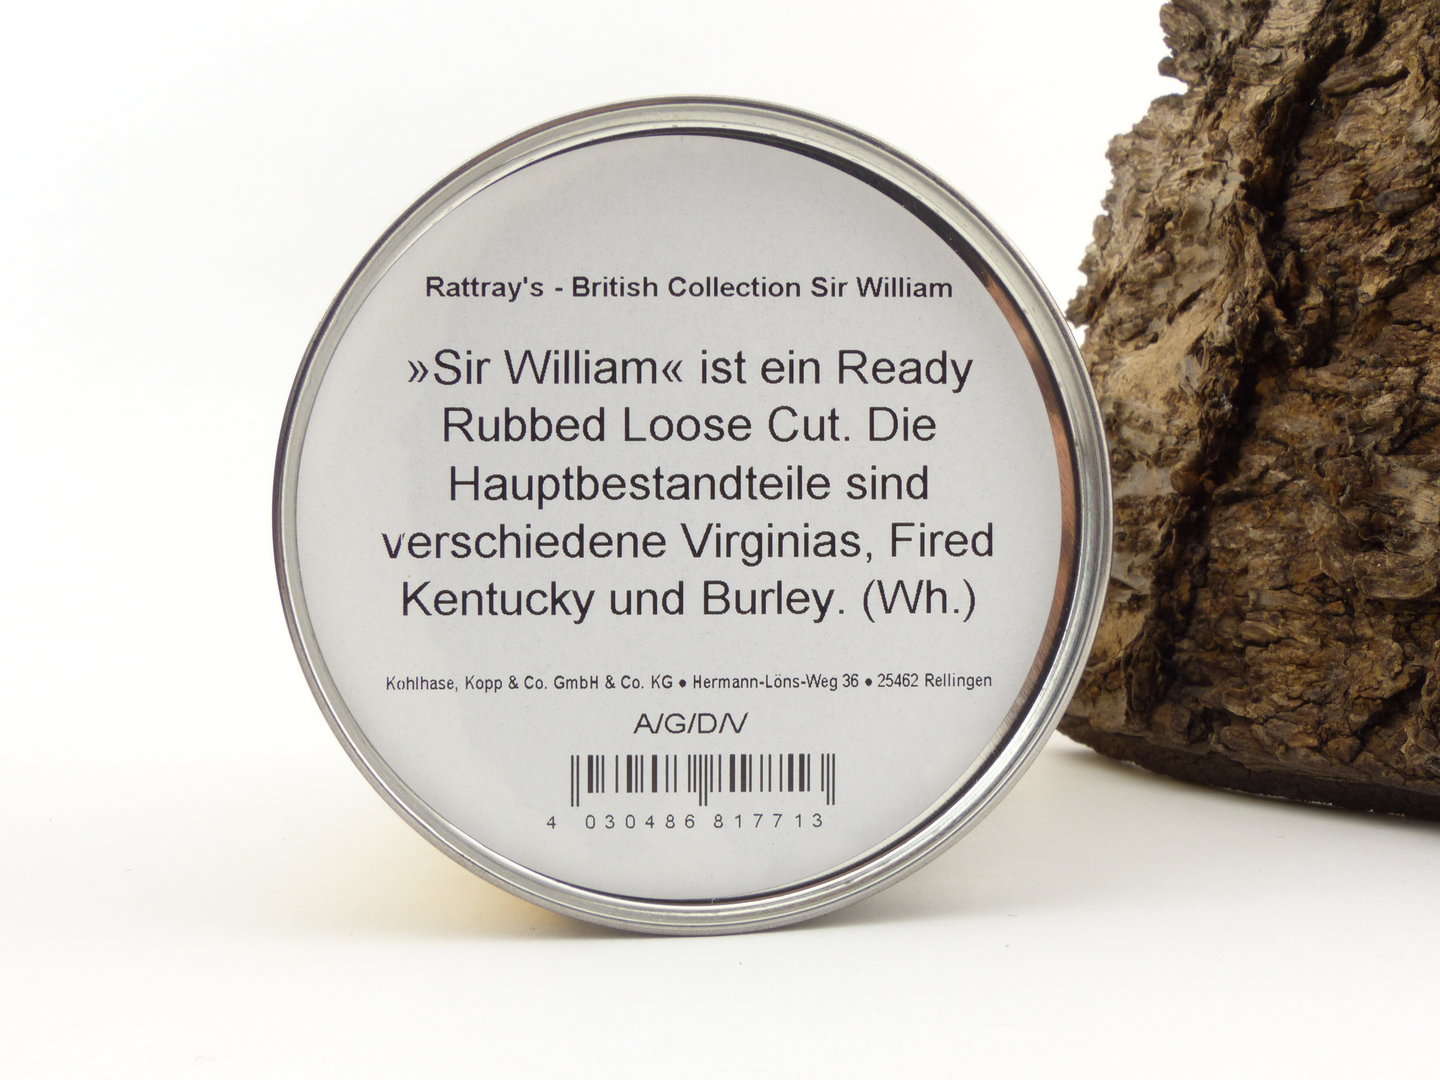 Rattray's - British Collection Sir William
»Sir William« ist ein Ready
Rubbed Loose Cut. Die
Hauptbestandteile sind
verschiedene Virginias, Fired
Kentucky und Burley. (Wh.)
Kohlhase, Kopp & Co. GmbH & Co. KG ● Hermann-Löns-Weg 36 ● 25462 Rellingen
A/G/D/V
4 030486 817713